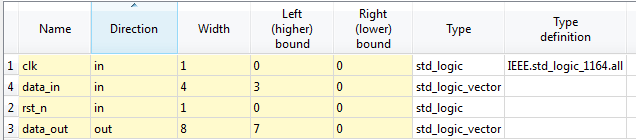 Name Direction Width Left (higher) bound Right (lower) bound Type Type definition
1 clk in 1 0 0 std_logic IEEE.std_logic_1164.all
4 data_in in 4 3 0 std_logic_vector
2 rst_n in 1 0 0 std_logic
3 data_out out 8 7 0 std_logic_vector